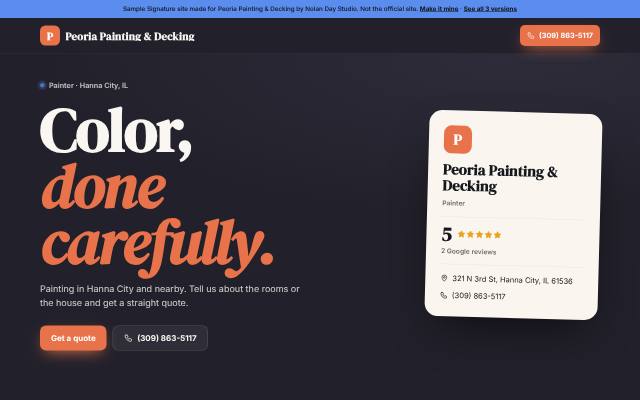 Sample Signature site made for Peoria Painting & Decking by Nolan Day Studio. Not the official site. Make it mine · See all 3 versions
P Peoria Painting & Decking
(309) 863-5117
Painter · Hanna City, IL
Color,
done
carefully.
Painting in Hanna City and nearby. Tell us about the rooms or
the house and get a straight quote.
Get a quote
(309) 863-5117
P
Peoria Painting &
Decking
Painter
5
2 Google reviews
321 N 3rd St, Hanna City, IL 61536
(309) 863-5117